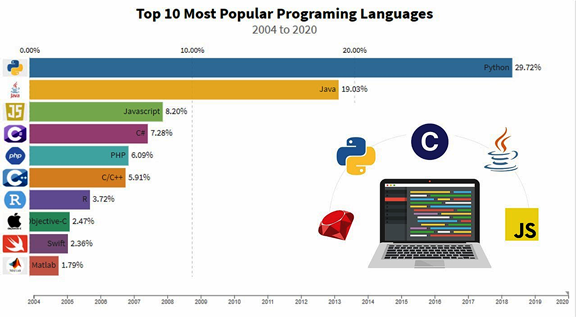 Top 10 Most Popular Programing Languages
2004 to 2020
0.00% 10.00% 20.00%
Python 29.72%
Java 19.03%
JS Javascript 8.20%
C# 7.28%
php PHP 6.09%
C/C++ 5.91%
R R 3.72%
Objective-C 2.47%
Swift 2.36%
Matlab 1.79%
C
JS
2004 2005 2006 2007 2008 2009 2010 2011 2012 2013 2014 2015 2016 2017 2018 2019 2020